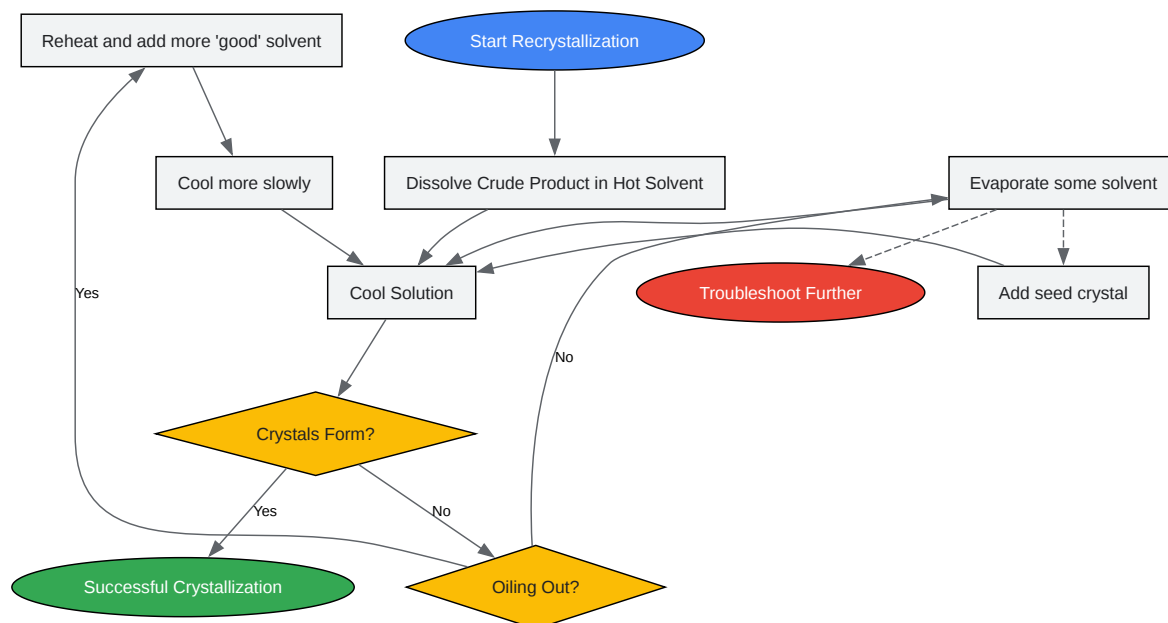 Reheat and add more 'good' solvent
Start Recrystallization
Cool more slowly
Dissolve Crude Product in Hot Solvent
Evaporate some solvent
Cool Solution
Troubleshoot Further
Add seed crystal
Yes
No
Crystals Form?
Yes
No
Successful Crystallization
Oiling Out?